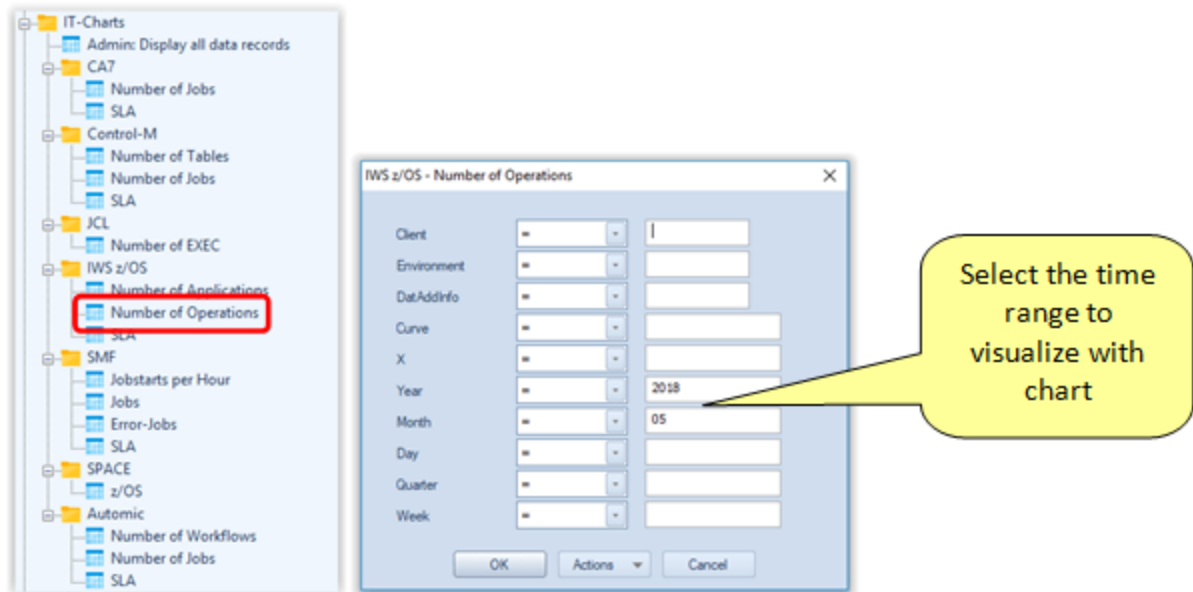 IT-Charts
Admin: Display all data records
CA7
Number of Jobs
SLA
Control-M
Number of Tables
Number of Jobs
SLA
JCL
Number of EXEC
IWS z/OS
Number of Applications
Number of Operations
SLA
SMF
Jobstarts per Hour
Jobs
Error-Jobs
SLA
SPACE
z/OS
Automic
Number of Workflows
Number of Jobs
SLA
IWS z/OS - Number of Operations
Client =
Environment =
DatAddInfo =
Curve =
X =
Year = 2018
Month = 05
Day =
Quarter =
Week =
OK Actions Cancel
Select the time
range to
visualize with
chart